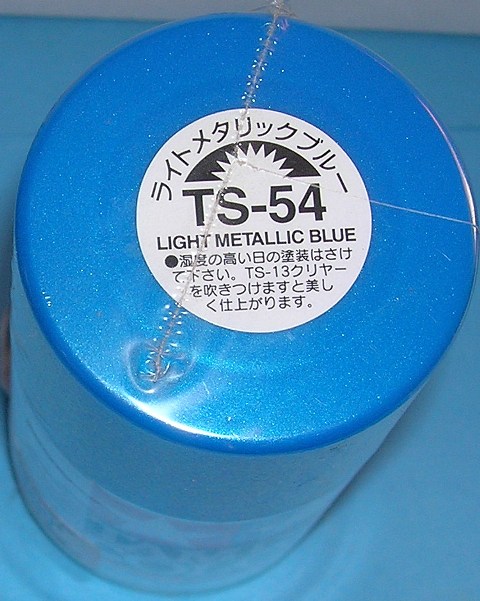 ライトメタリックブルー
TS-54
LIGHT METALLIC BLUE
●湿度の高い日の塗装はさけ
て下さい。TS-13クリヤー
を吹きつけますと美し
く仕上がります。